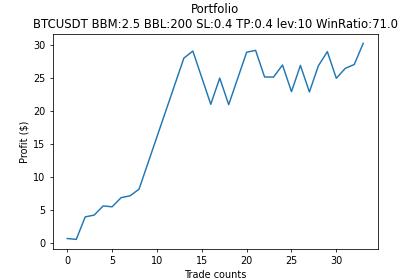 Portfolio
BTCUSDT BBM:2.5 BBL:200 SL:0.4 TP:0.4 lev:10 WinRatio:71.0
30
25
20
15
10
5
0
Profit ($)
0 5 10 15 20 25 30
Trade counts